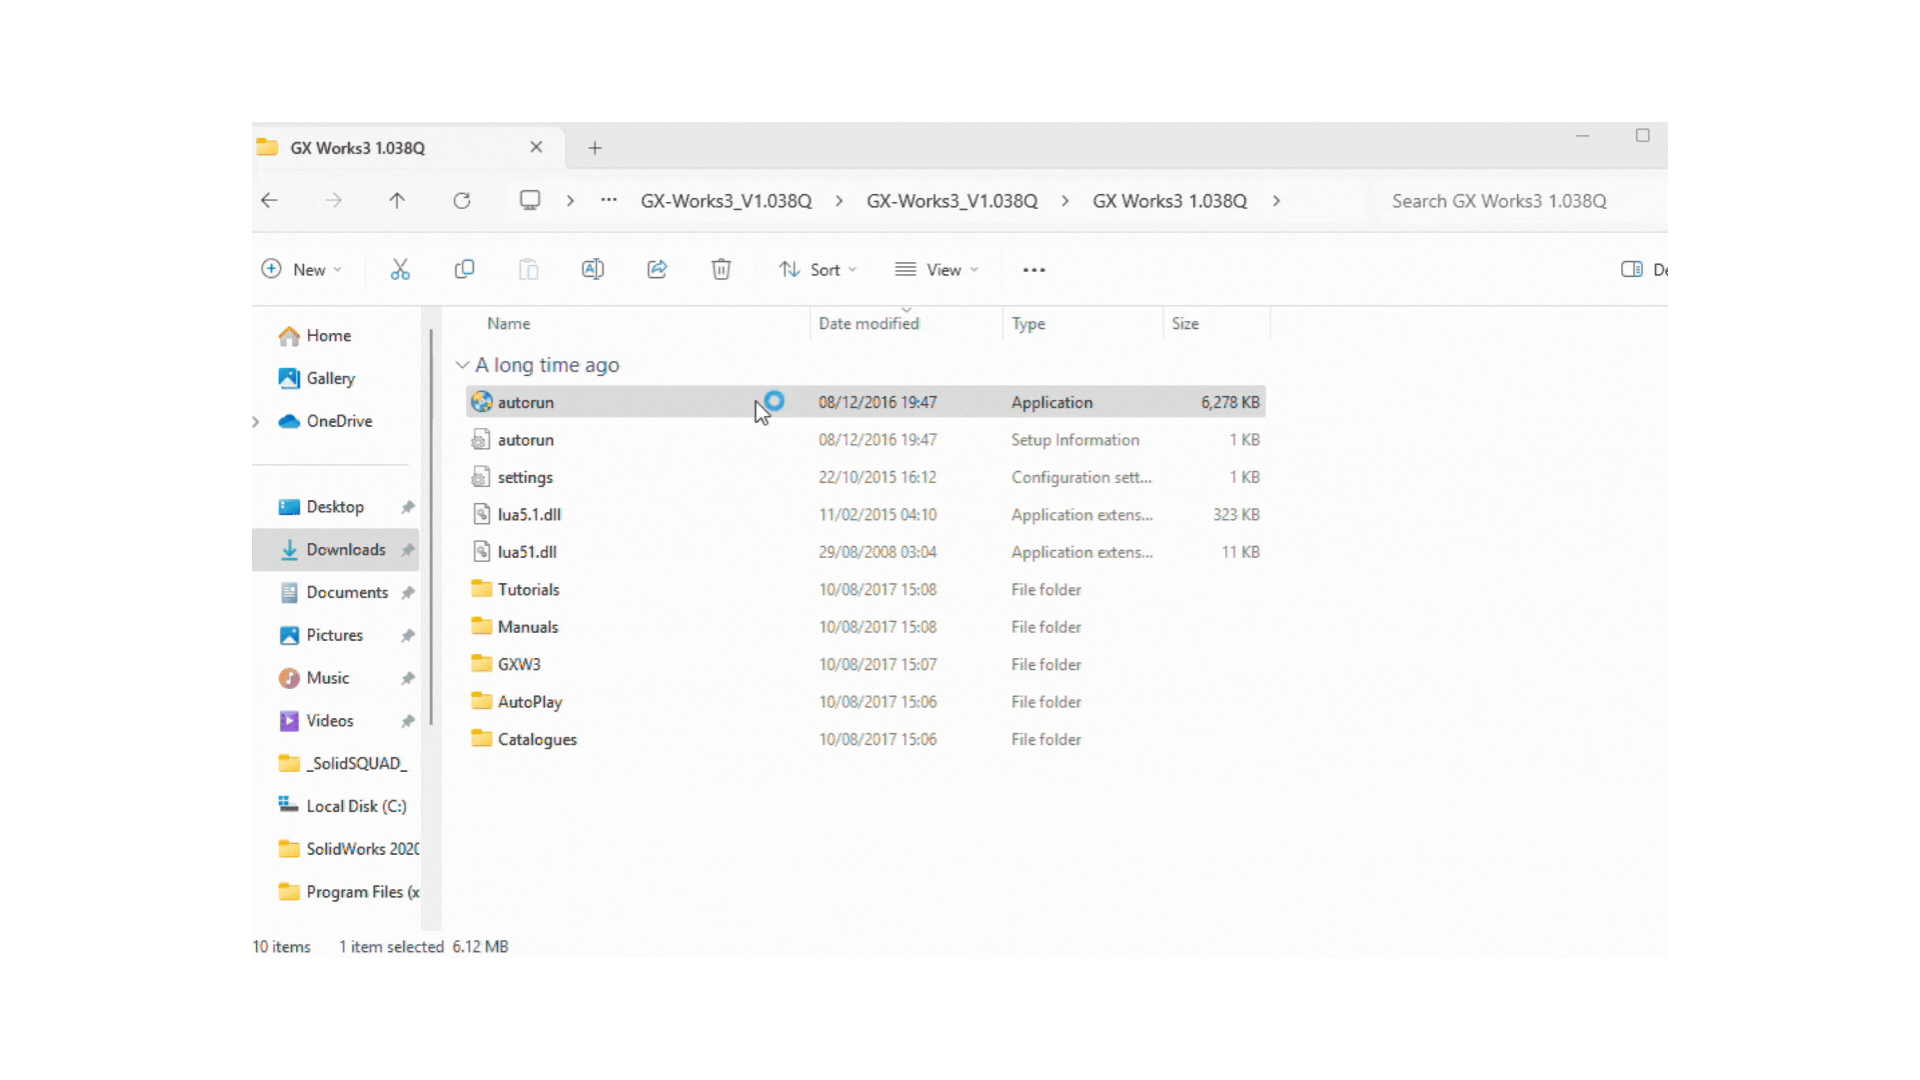 GX Works3 1.038Q
GX-Works3_V1.038Q GX-Works3_V1.038Q GX Works3 1.038Q Search GX Works3 1.038Q
New Sort View De
Name Date modified Type Size
Home
Gallery
OneDrive
Desktop
Downloads
Documents
Pictures
Music
Videos
_SolidSQUAD_
Local Disk (C:)
SolidWorks 2020
Program Files (x
A long time ago
autorun 08/12/2016 19:47 Application 6,278 KB
autorun 08/12/2016 19:47 Setup Information 1 KB
settings 22/10/2015 16:12 Configuration sett... 1 KB
lua5.1.dll 11/02/2015 04:10 Application extens... 323 KB
lua51.dll 29/08/2008 03:04 Application extens... 11 KB
Tutorials 10/08/2017 15:08 File folder
Manuals 10/08/2017 15:08 File folder
GXW3 10/08/2017 15:07 File folder
AutoPlay 10/08/2017 15:06 File folder
Catalogues 10/08/2017 15:06 File folder
10 items 1 item selected 6.12 MB